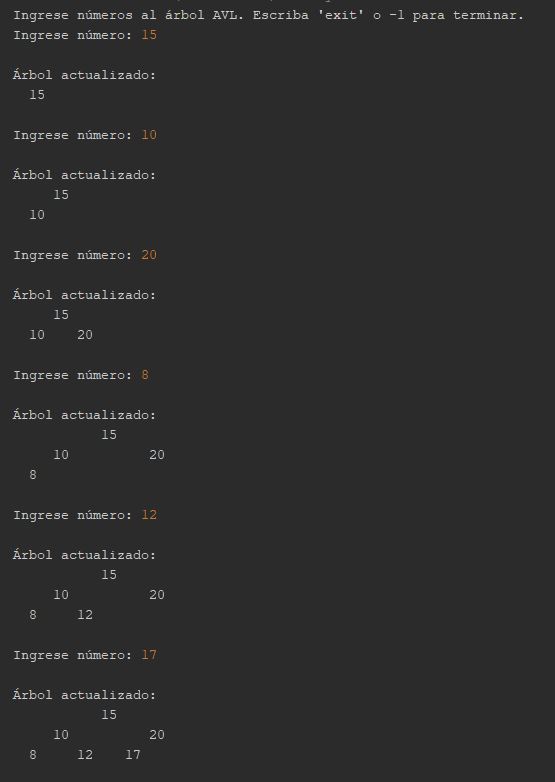 Ingrese números al árbol AVL. Escriba 'exit' o -1 para terminar.
Ingrese número: 15
Árbol actualizado:
15
Ingrese número: 10
Árbol actualizado:
15
10
Ingrese número: 20
Árbol actualizado:
15
10 20
Ingrese número: 8
Árbol actualizado:
15
10 20
8
Ingrese número: 12
Árbol actualizado:
15
10 20
8 12
Ingrese número: 17
Árbol actualizado:
15
10 20
8 12 17